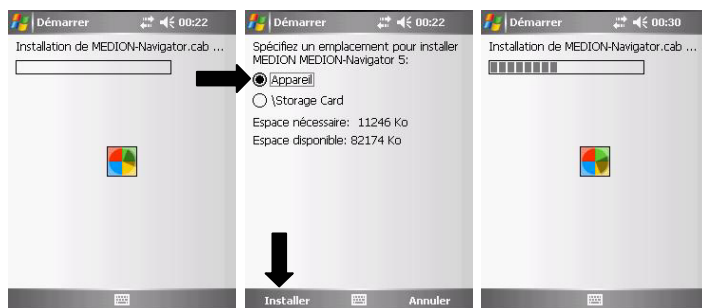 Démarrer 00:22
Installation de MEDION-Navigator.cab ...
Démarrer 00:22
Spécifiez un emplacement pour installer
MEDION MEDION-Navigator 5:
Appareil
\Storage Card
Espace nécessaire: 11246 Ko
Espace disponible: 82174 Ko
Installer Annuler
Démarrer 00:30
Installation de MEDION-Navigator.cab ...